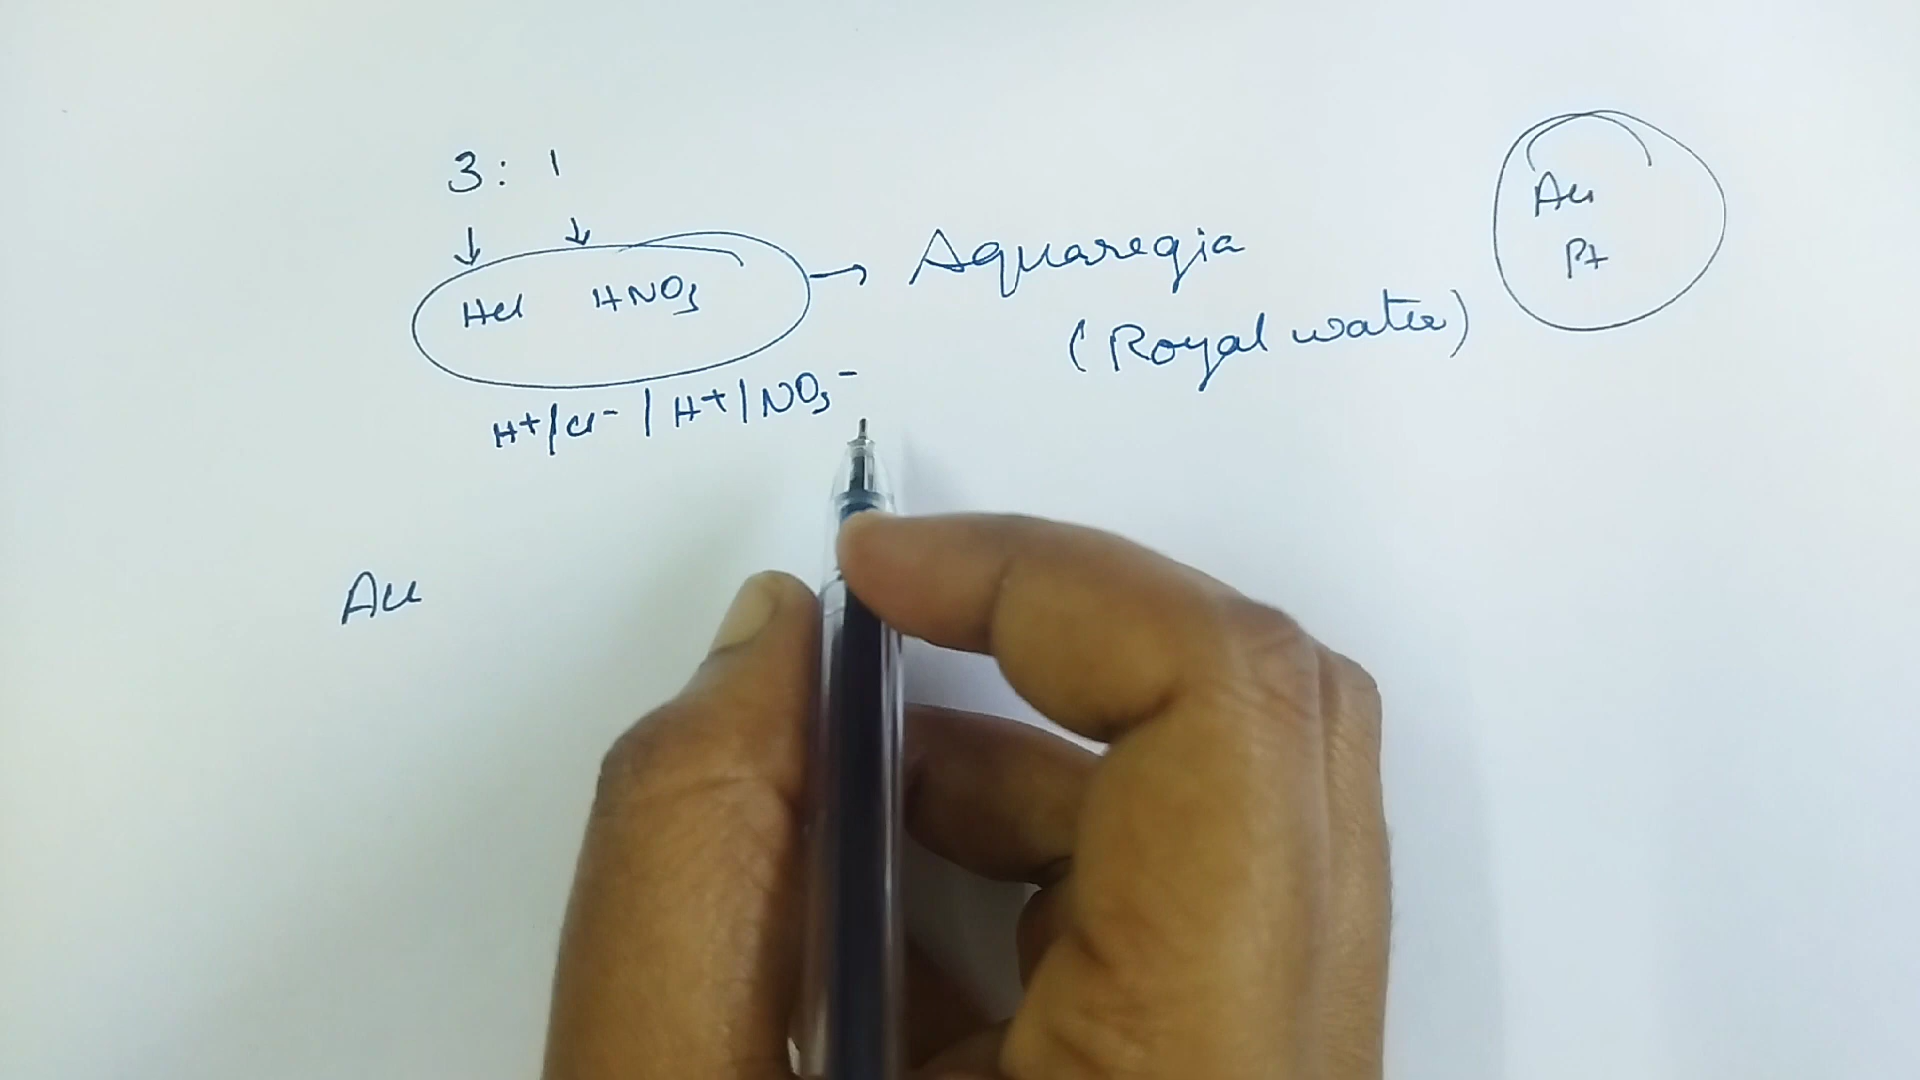 3 : 1
HCl HNO₃ → Aquaregia
(Royal water)
H⁺/Cl⁻ / H⁺/NO₃⁻
Au
Pt
Au